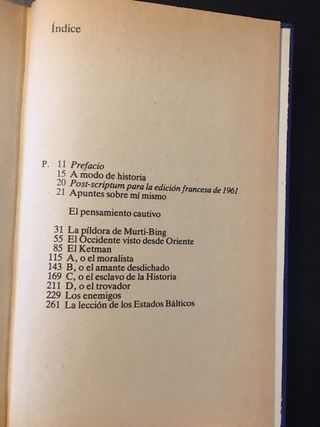 Índice
P. 11 Prefacio
15 A modo de historia
20 Post-scriptum para la edición francesa de 1961
21 Apuntes sobre mí mismo
El pensamiento cautivo
31 La píldora de Murti-Bing
55 El Occidente visto desde Oriente
85 El Ketman
115 A, o el moralista
143 B, o el amante desdichado
169 C, o el esclavo de la Historia
211 D, o el trovador
229 Los enemigos
261 La lección de los Estados Bálticos